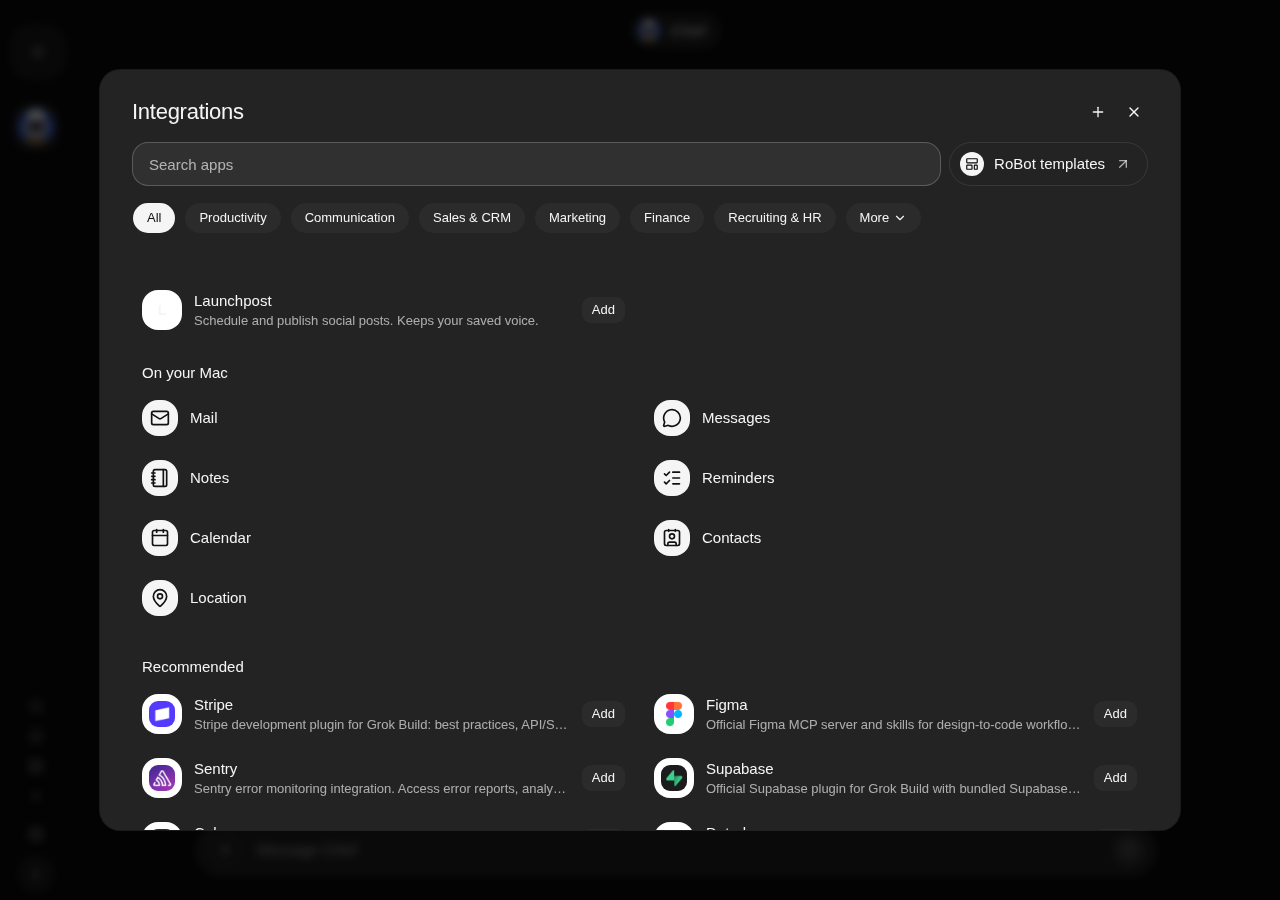 Integrations
Search apps
RoBot templates
All
Productivity
Communication
Sales & CRM
Marketing
Finance
Recruiting & HR
More
Launchpost
Schedule and publish social posts. Keeps your saved voice.
Add
On your Mac
Mail
Messages
Notes
Reminders
Calendar
Contacts
Location
Recommended
Stripe
Stripe development plugin for Grok Build: best practices, API/S…
Add
Figma
Official Figma MCP server and skills for design-to-code workflo…
Add
Sentry
Sentry error monitoring integration. Access error reports, analy…
Add
Supabase
Official Supabase plugin for Grok Build with bundled Supabase…
Add